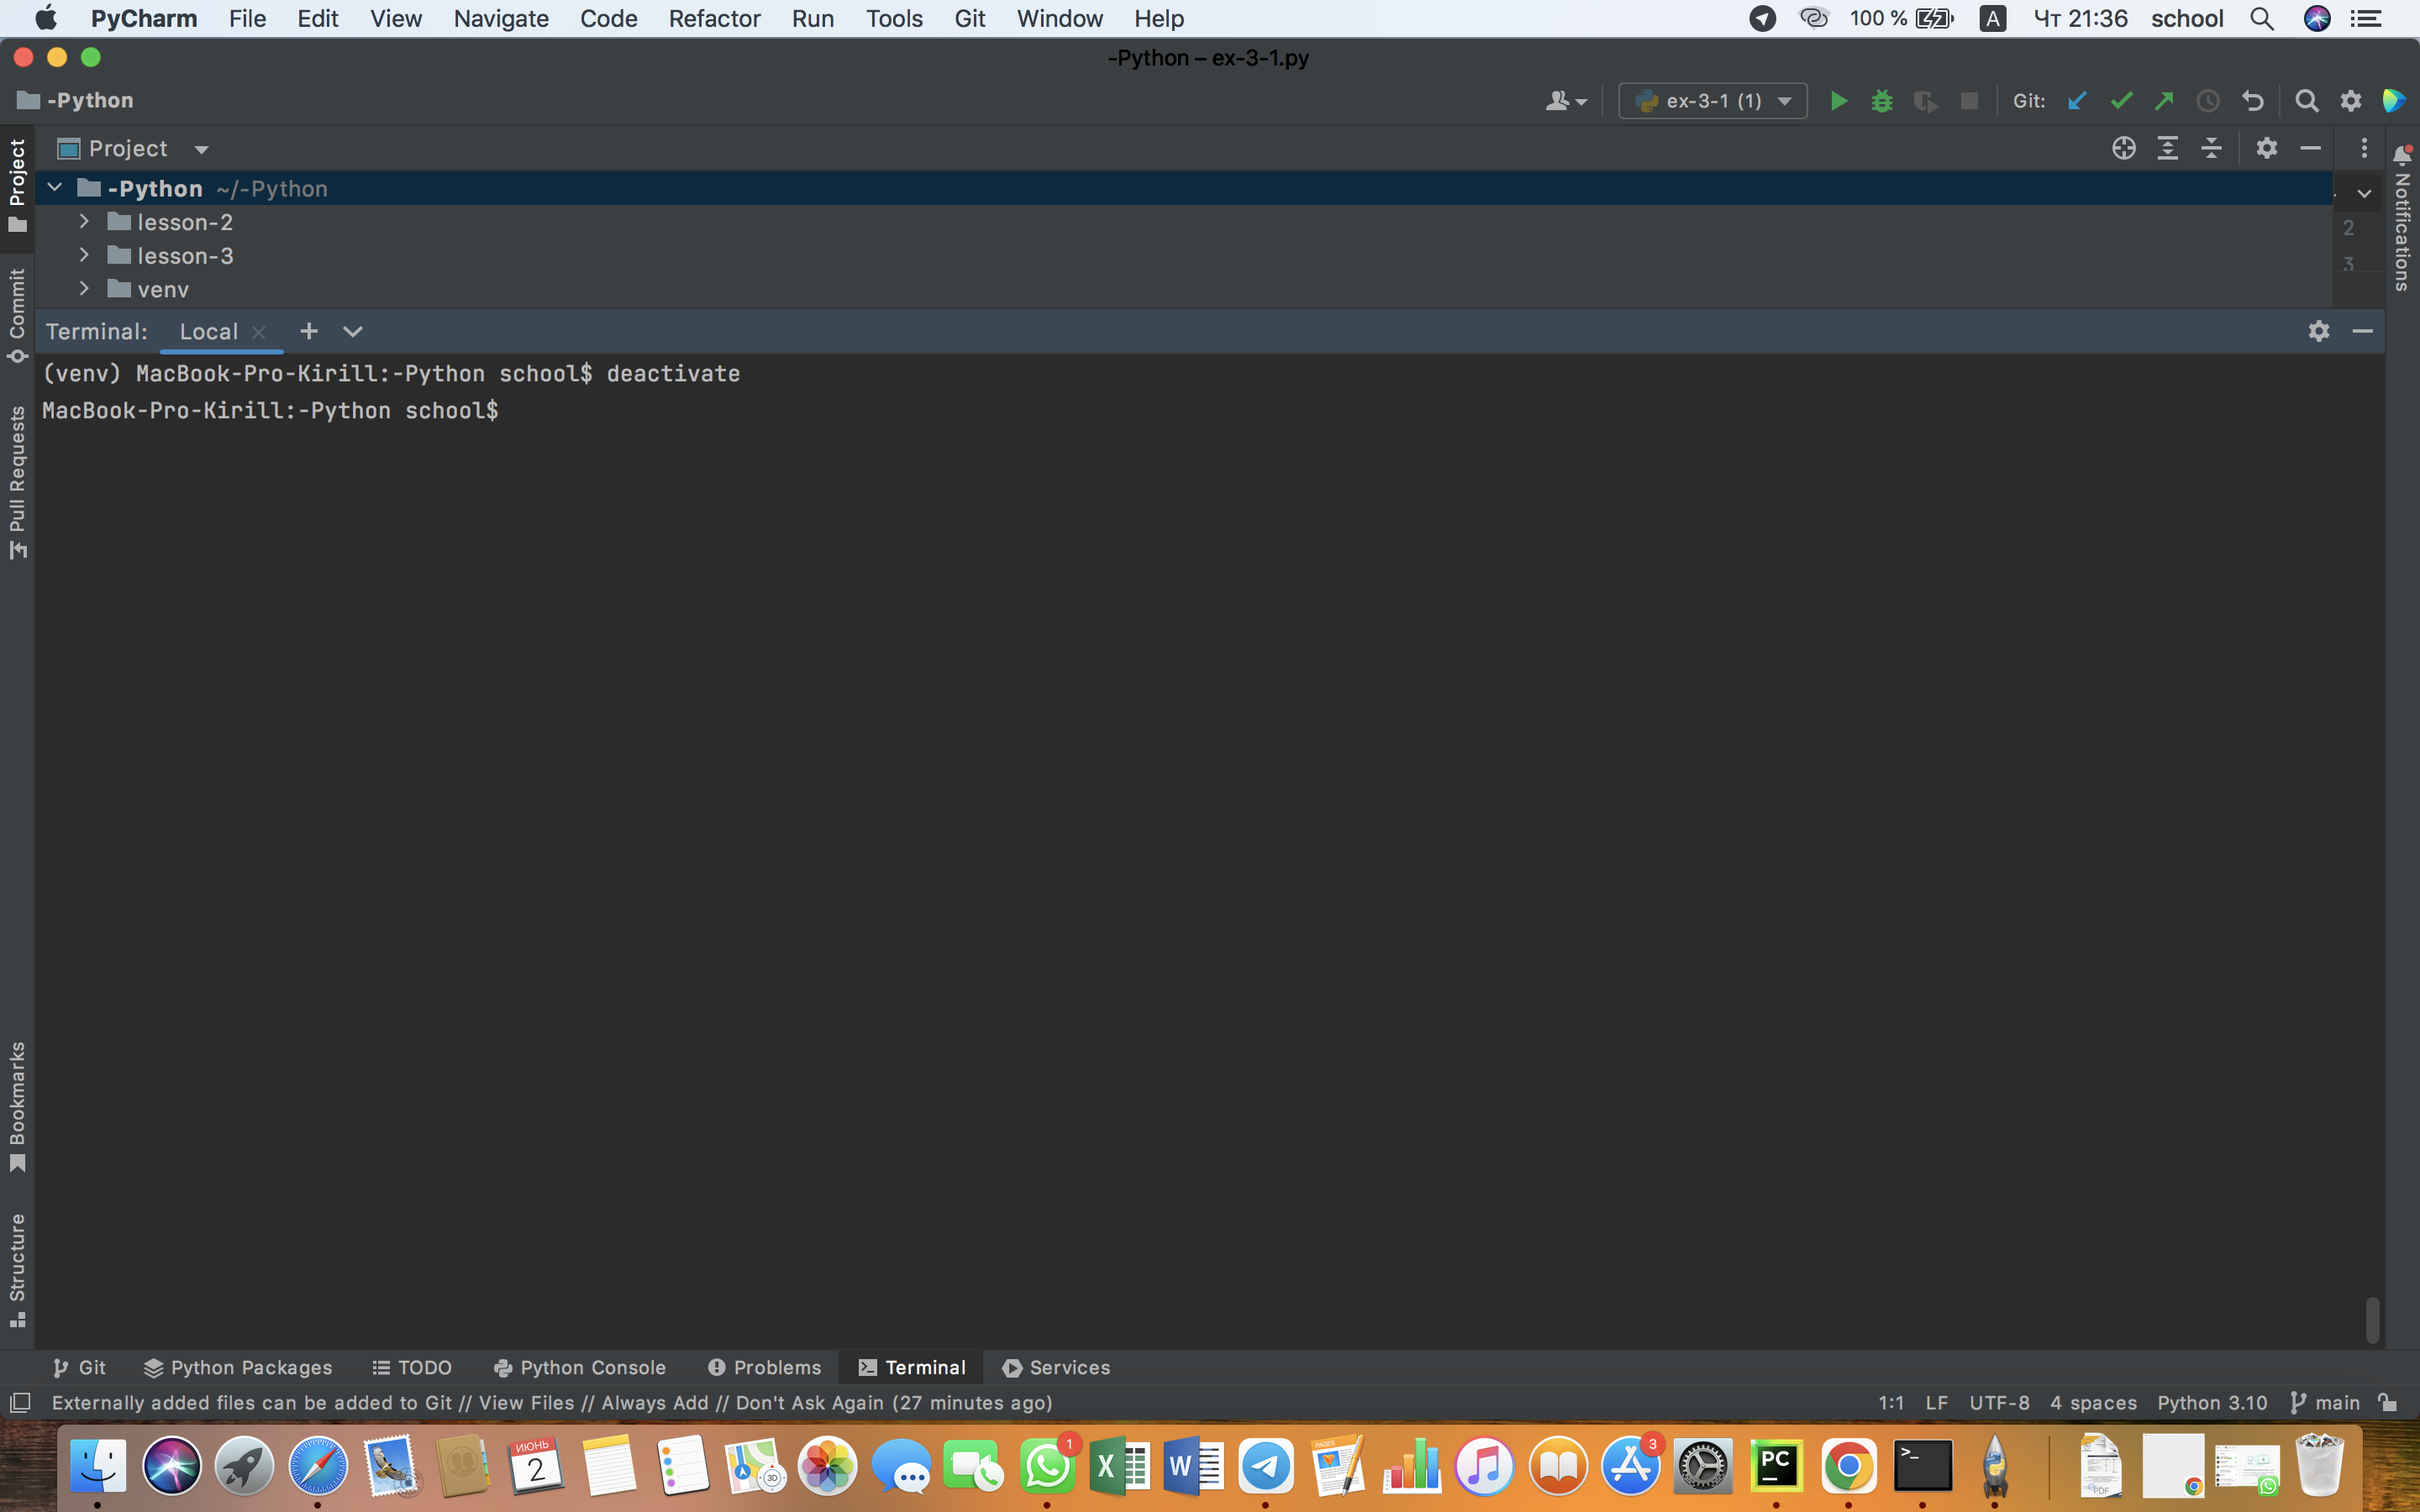 PyCharm File Edit View Navigate Code Refactor Run Tools Git Window Help 100 % A Чт 21:36 school
-Python – ex-3-1.py
-Python ex-3-1 (1) Git:
Project
-Python ~/-Python
lesson-2
2
lesson-3
3
venv
Project
Commit
Pull Requests
Bookmarks
Structure
Notifications
Terminal: Local
(venv) MacBook-Pro-Kirill:-Python school$ deactivate
MacBook-Pro-Kirill:-Python school$
Git Python Packages TODO Python Console Problems Terminal Services
Externally added files can be added to Git // View Files // Always Add // Don't Ask Again (27 minutes ago) 1:1 LF UTF-8 4 spaces Python 3.10 main
ИЮНЬ
2
3D
1
X
W
PAGES
3
PC
>_
PDF